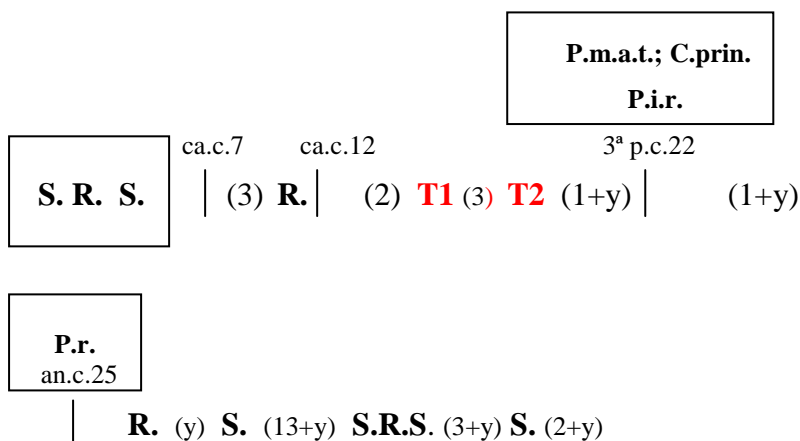 P.m.a.t.; C.prin.
P.i.r.
ca.c.7 ca.c.12 3ª p.c.22
S. R. S. | (3) R. | (2) T1 (3) T2 (1+y) | (1+y)
P.r.
an.c.25
| R. (y) S. (13+y) S.R.S. (3+y) S. (2+y)